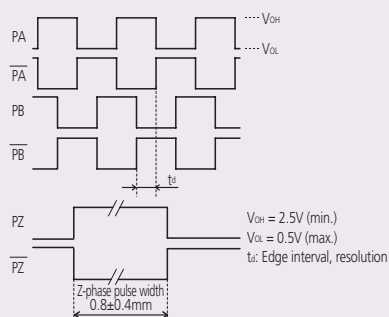 PA
VOH
VOL
PA
PB
PB
td
PZ
VOH = 2.5V (min.)
VOL = 0.5V (max.)
td: Edge interval, resolution
PZ
Z-phase pulse width
0.8±0.4mm